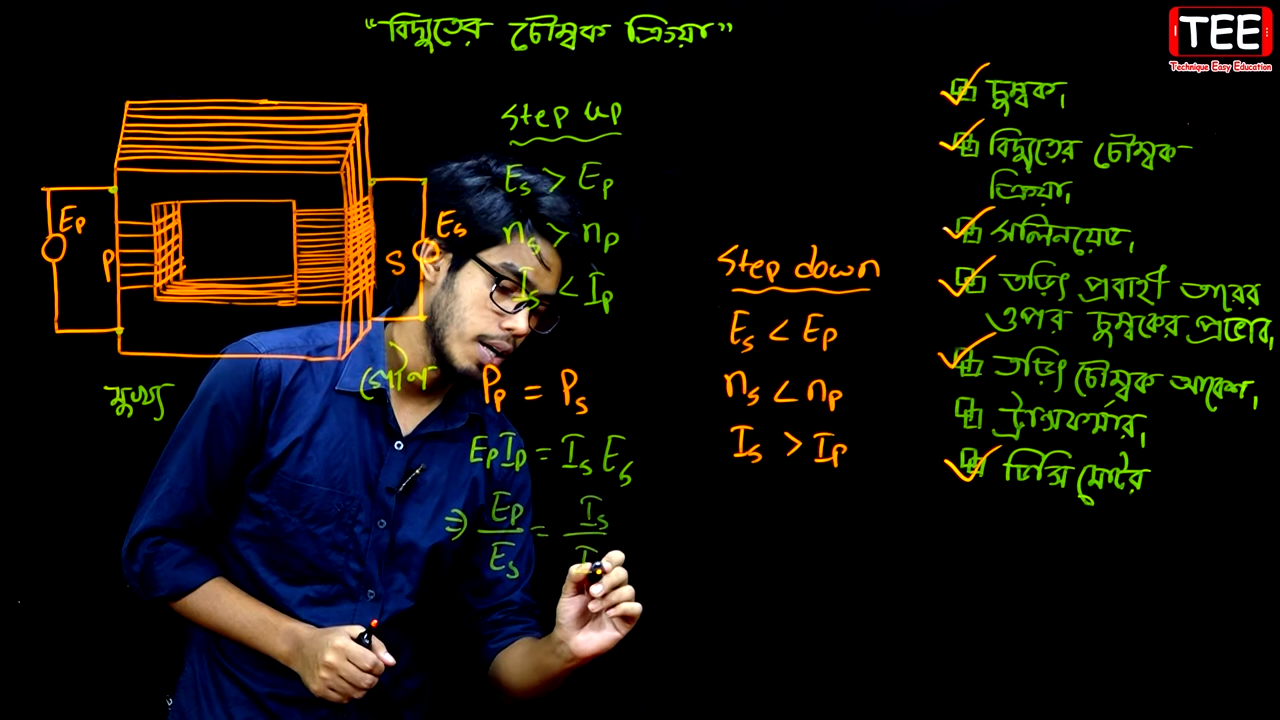 “বিদ্যুতের চৌম্বক ক্রিয়া”
TEE
Technique Easy Education
Ep
P
S
Es
মুখ্য
গৌণ
Step up
Es > Ep
ns > np
Is < Ip
Pp = Ps
EpIp = Is Es
⇒ Ep/Es = Is/I
Step down
Es < Ep
ns < np
Is > Ip
চুম্বক।
বিদ্যুতের চৌম্বক
ক্রিয়া।
সলিনয়েড।
তড়িৎ প্রবাহী তারের
ওপর চুম্বকের প্রভাব।
তড়িৎ চৌম্বক আবেশ।
ট্রান্সফর্মার।
ডিসি মোটর